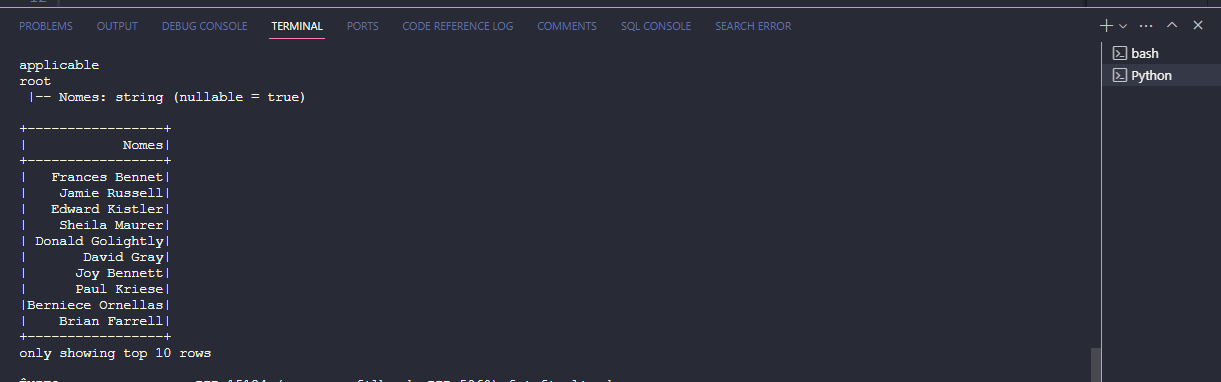 PROBLEMS OUTPUT DEBUG CONSOLE TERMINAL PORTS CODE REFERENCE LOG COMMENTS SQL CONSOLE SEARCH ERROR
bash
Python
applicable
root
 |-- Nomes: string (nullable = true)
+-----------------+
|            Nomes|
+-----------------+
|   Frances Bennet|
|    Jamie Russell|
|   Edward Kistler|
|    Sheila Maurer|
| Donald Golightly|
|       David Gray|
|      Joy Bennett|
|      Paul Kriese|
|Berniece Ornellas|
|    Brian Farrell|
+-----------------+
only showing top 10 rows